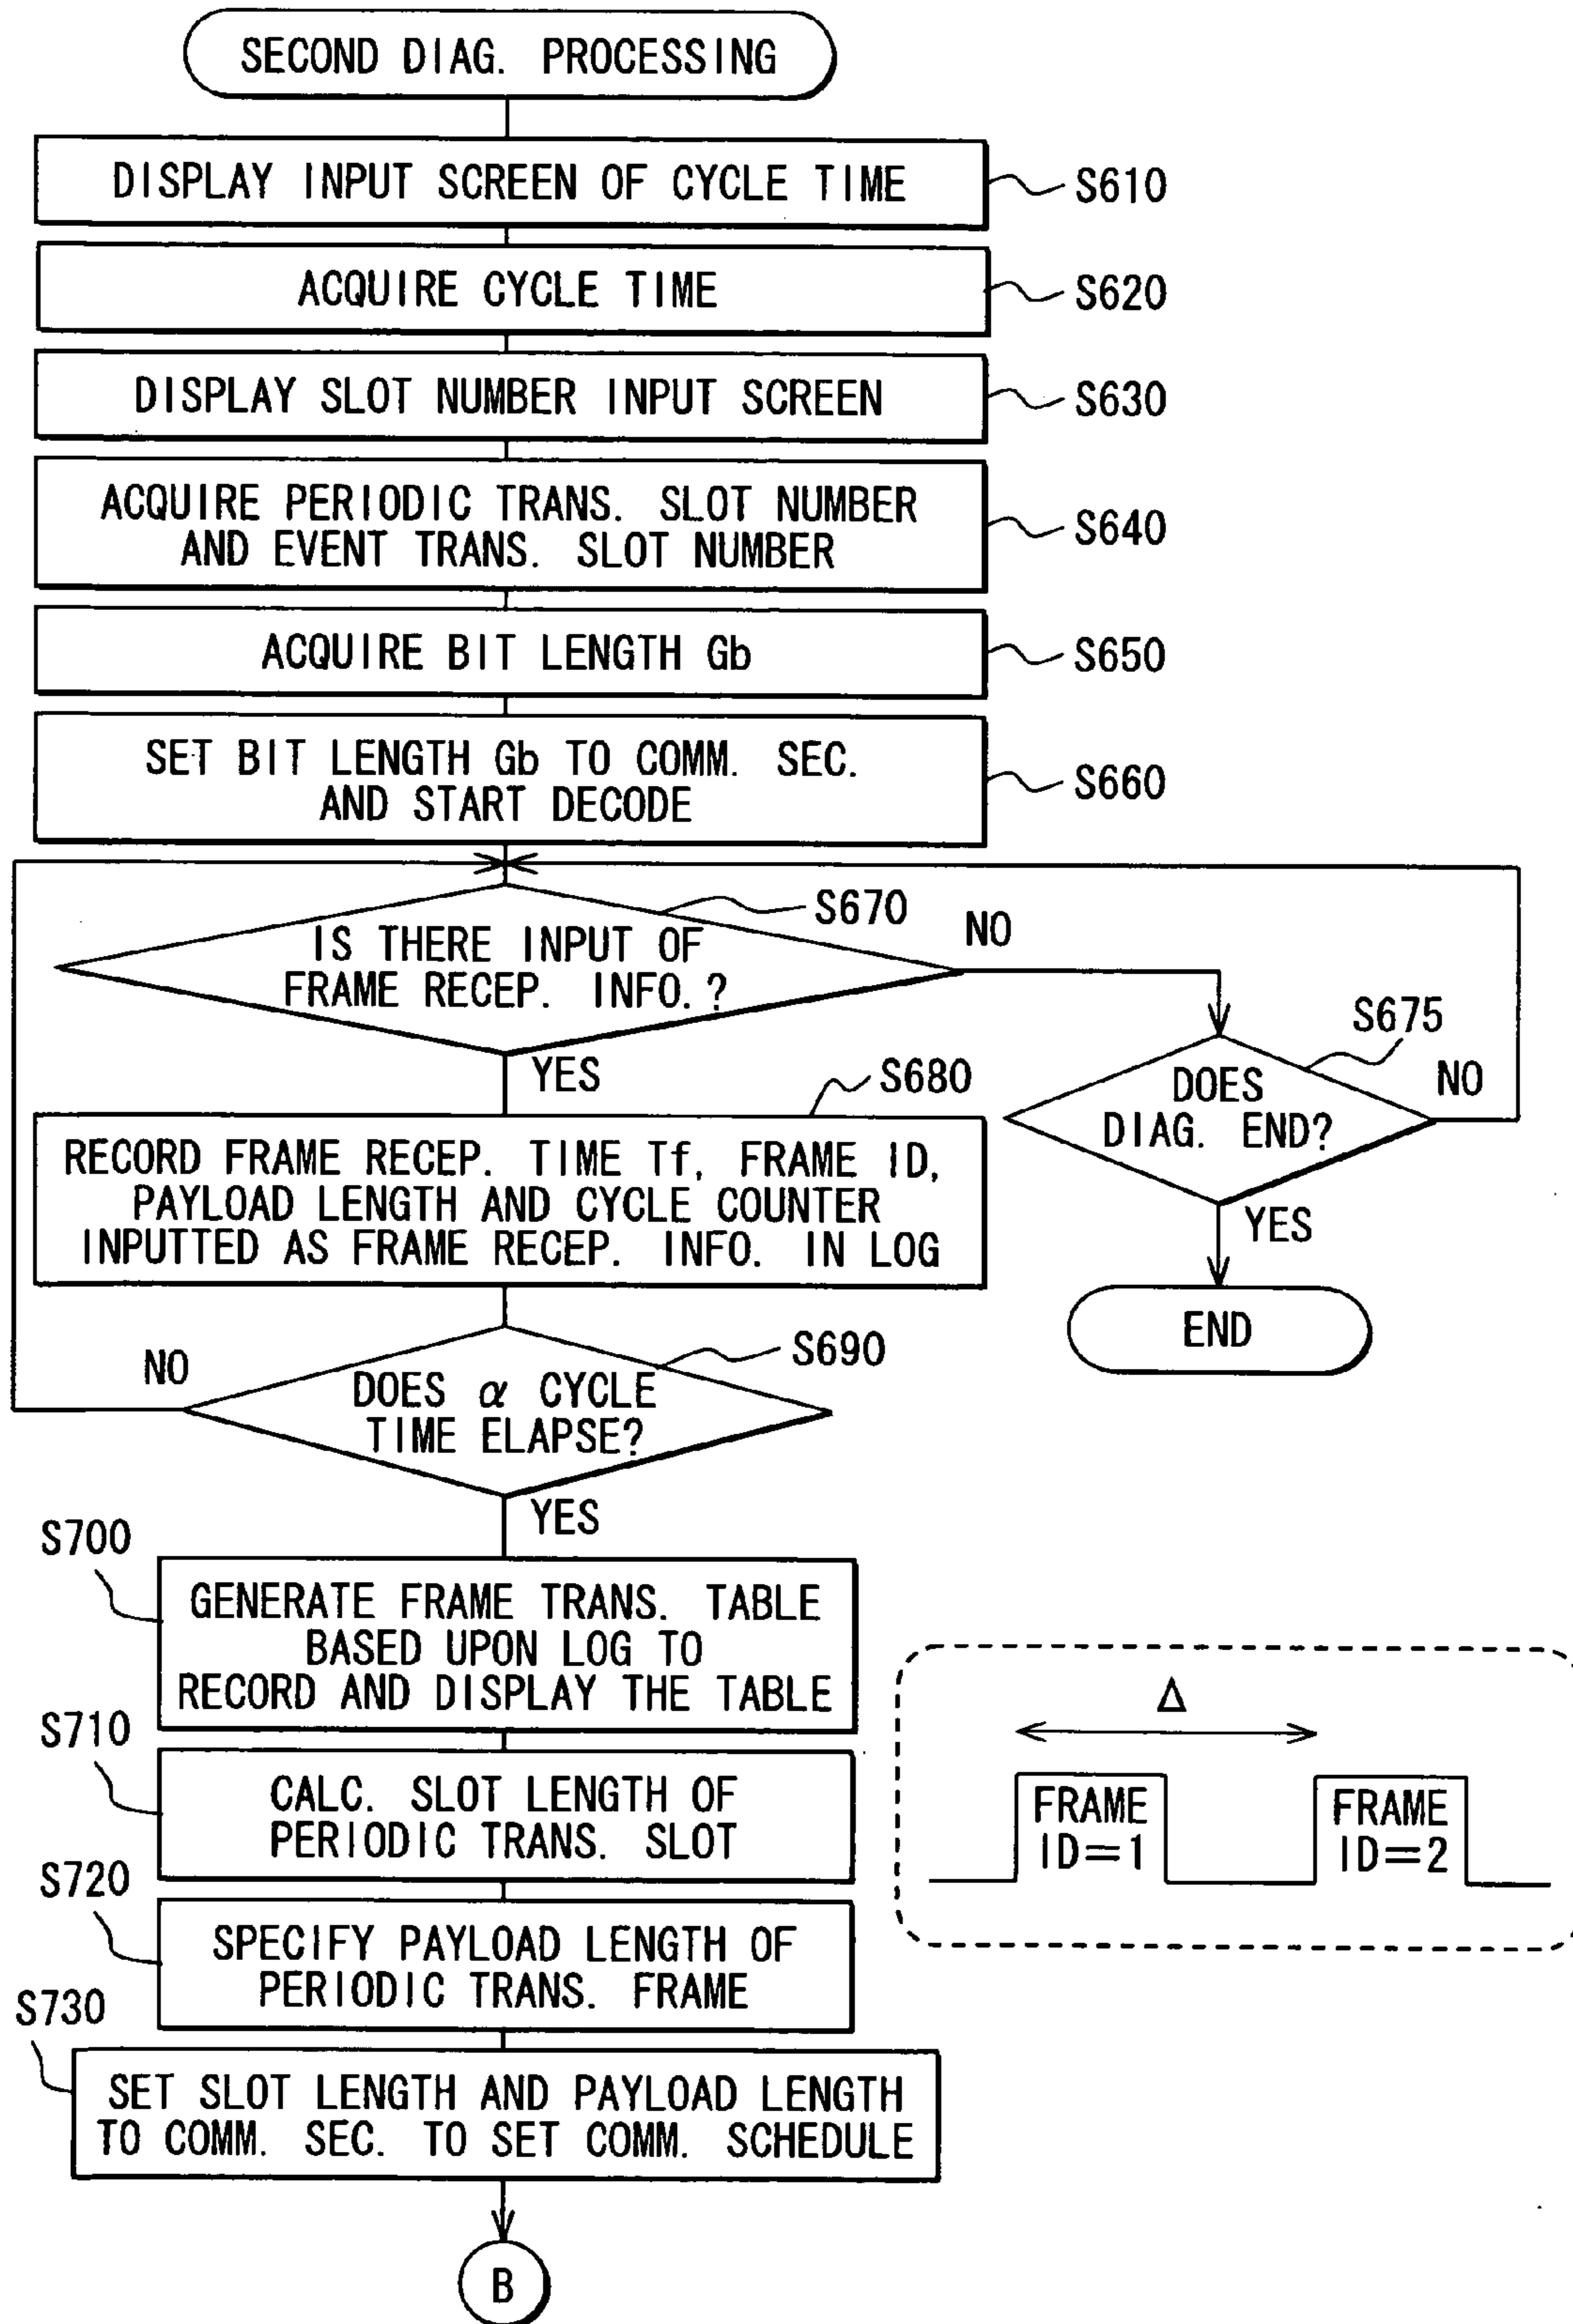 SECOND DIAG. PROCESSING
DISPLAY INPUT SCREEN OF CYCLE TIME
S610
ACQUIRE CYCLE TIME
S620
DISPLAY SLOT NUMBER INPUT SCREEN
S630
ACQUIRE PERIODIC TRANS. SLOT NUMBER
AND EVENT TRANS. SLOT NUMBER
S640
ACQUIRE BIT LENGTH Gb
S650
SET BIT LENGTH Gb TO COMM. SEC.
AND START DECODE
S660
S670
IS THERE INPUT OF
FRAME RECEP. INFO.?
NO
YES
S675
DOES
DIAG. END?
NO
YES
END
S680
RECORD FRAME RECEP. TIME Tf, FRAME ID,
PAYLOAD LENGTH AND CYCLE COUNTER
INPUTTED AS FRAME RECEP. INFO. IN LOG
S690
NO
DOES α CYCLE
TIME ELAPSE?
YES
S700
GENERATE FRAME TRANS. TABLE
BASED UPON LOG TO
RECORD AND DISPLAY THE TABLE
S710
CALC. SLOT LENGTH OF
PERIODIC TRANS. SLOT
S720
SPECIFY PAYLOAD LENGTH OF
PERIODIC TRANS. FRAME
S730
SET SLOT LENGTH AND PAYLOAD LENGTH
TO COMM. SEC. TO SET COMM. SCHEDULE
B
Δ
FRAME
ID=1
FRAME
ID=2